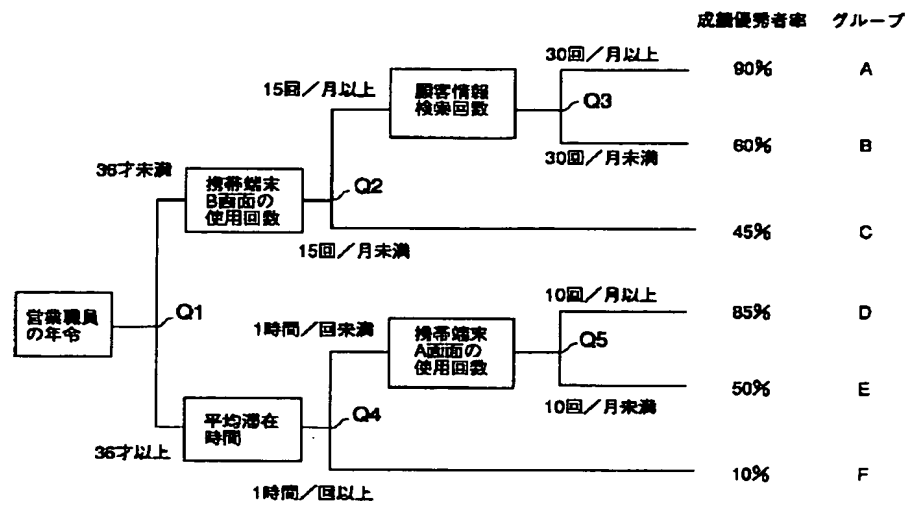 成績優秀者率 グループ
30回/月以上
90% A
15回/月以上
顧客情報
検索回数
Q3
60% B
30回/月未満
36才未満
携帯端末
B画面の
使用回数
Q2
45% C
15回/月未満
営業職員
の年令
Q1
10回/月以上
85% D
1時間/回未満
携帯端末
A画面の
使用回数
Q5
50% E
10回/月未満
平均滞在
時間
Q4
36才以上
10% F
1時間/回以上